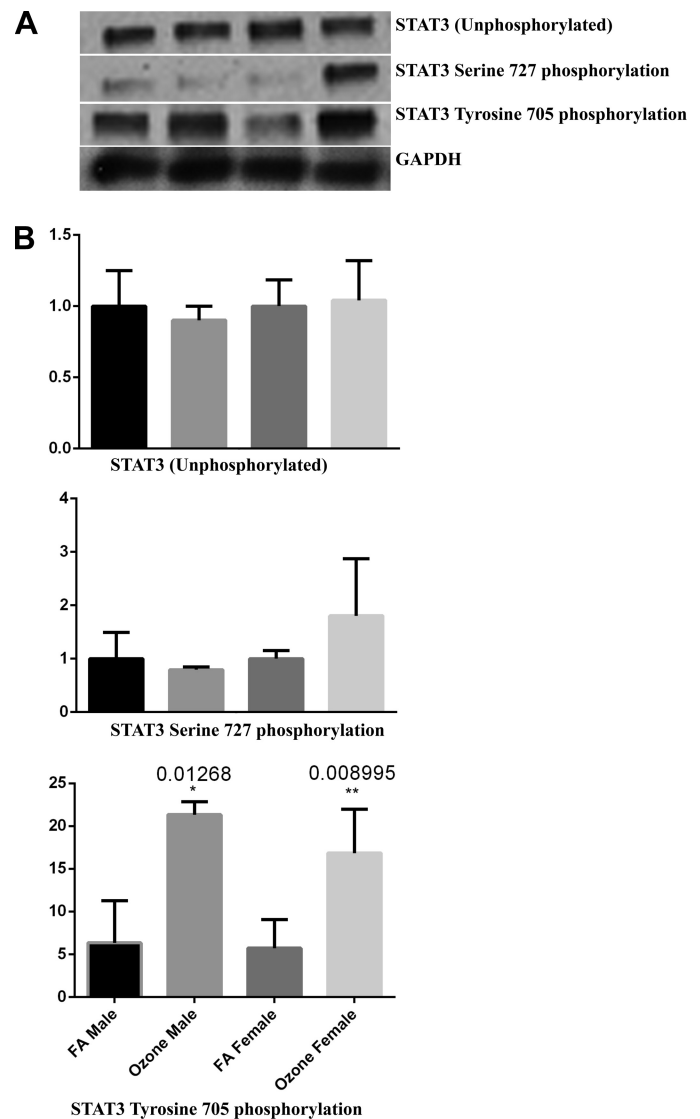 A
STAT3 (Unphosphorylated)
STAT3 Serine 727 phosphorylation
STAT3 Tyrosine 705 phosphorylation
GAPDH
B
1.5
1.0
0.5
0.0
STAT3 (Unphosphorylated)
4
3
2
1
0
STAT3 Serine 727 phosphorylation
0.01268
*
0.008995
**
25
20
15
10
5
0
FA Male
Ozone Male
FA Female
Ozone Female
STAT3 Tyrosine 705 phosphorylation